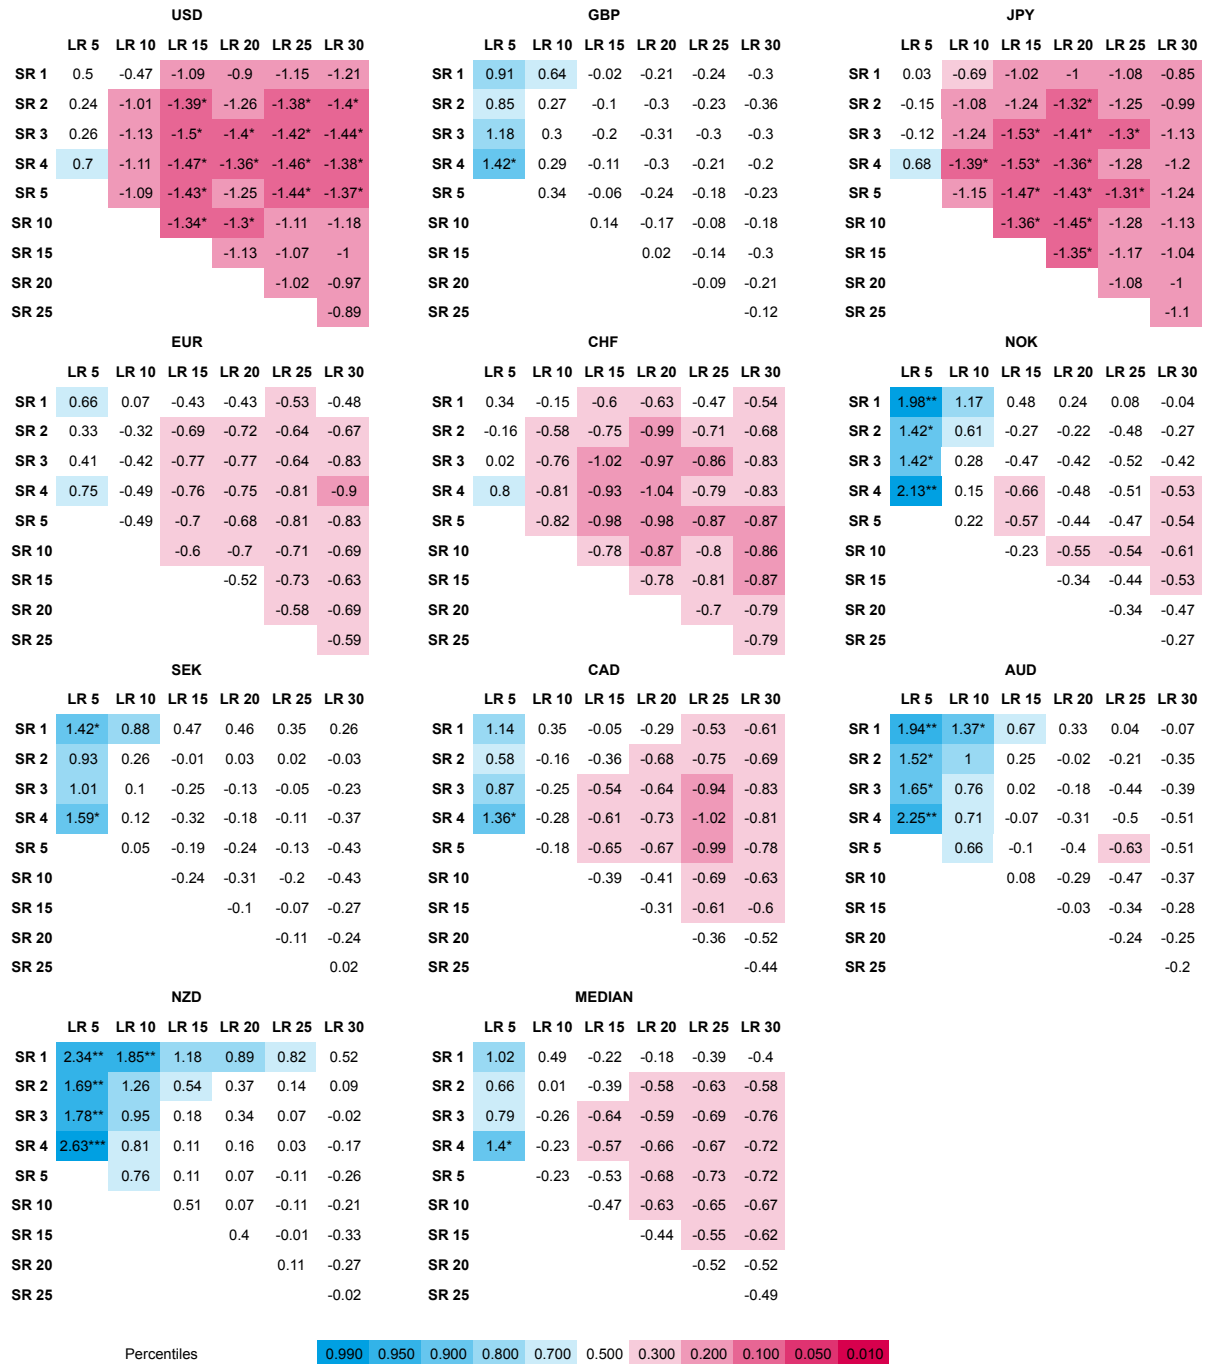 USD GBP JPY
LR 5 LR 10 LR 15 LR 20 LR 25 LR 30 LR 5 LR 10 LR 15 LR 20 LR 25 LR 30 LR 5 LR 10 LR 15 LR 20 LR 25 LR 30
SR 1 0.5 -0.47 -1.09 -0.9 -1.15 -1.21 SR 1 0.91 0.64 -0.02 -0.21 -0.24 -0.3 SR 1 0.03 -0.69 -1.02 -1 -1.08 -0.85
SR 2 0.24 -1.01 -1.39* -1.26 -1.38* -1.4* SR 2 0.85 0.27 -0.1 -0.3 -0.23 -0.36 SR 2 -0.15 -1.08 -1.24 -1.32* -1.25 -0.99
SR 3 0.26 -1.13 -1.5* -1.4* -1.42* -1.44* SR 3 1.18 0.3 -0.2 -0.31 -0.3 -0.3 SR 3 -0.12 -1.24 -1.53* -1.41* -1.3* -1.13
SR 4 0.7 -1.11 -1.47* -1.36* -1.46* -1.38* SR 4 1.42* 0.29 -0.11 -0.3 -0.21 -0.2 SR 4 0.68 -1.39* -1.53* -1.36* -1.28 -1.2
SR 5 -1.09 -1.43* -1.25 -1.44* -1.37* SR 5 0.34 -0.06 -0.24 -0.18 -0.23 SR 5 -1.15 -1.47* -1.43* -1.31* -1.24
SR 10 -1.34* -1.3* -1.11 -1.18 SR 10 0.14 -0.17 -0.08 -0.18 SR 10 -1.36* -1.45* -1.28 -1.13
SR 15 -1.13 -1.07 -1 SR 15 0.02 -0.14 -0.3 SR 15 -1.35* -1.17 -1.04
SR 20 -1.02 -0.97 SR 20 -0.09 -0.21 SR 20 -1.08 -1
SR 25 -0.89 SR 25 -0.12 SR 25 -1.1
EUR CHF NOK
LR 5 LR 10 LR 15 LR 20 LR 25 LR 30 LR 5 LR 10 LR 15 LR 20 LR 25 LR 30 LR 5 LR 10 LR 15 LR 20 LR 25 LR 30
SR 1 0.66 0.07 -0.43 -0.43 -0.53 -0.48 SR 1 0.34 -0.15 -0.6 -0.63 -0.47 -0.54 SR 1 1.98** 1.17 0.48 0.24 0.08 -0.04
SR 2 0.33 -0.32 -0.69 -0.72 -0.64 -0.67 SR 2 -0.16 -0.58 -0.75 -0.99 -0.71 -0.68 SR 2 1.42* 0.61 -0.27 -0.22 -0.48 -0.27
SR 3 0.41 -0.42 -0.77 -0.77 -0.64 -0.83 SR 3 0.02 -0.76 -1.02 -0.97 -0.86 -0.83 SR 3 1.42* 0.28 -0.47 -0.42 -0.52 -0.42
SR 4 0.75 -0.49 -0.76 -0.75 -0.81 -0.9 SR 4 0.8 -0.81 -0.93 -1.04 -0.79 -0.83 SR 4 2.13** 0.15 -0.66 -0.48 -0.51 -0.53
SR 5 -0.49 -0.7 -0.68 -0.81 -0.83 SR 5 -0.82 -0.98 -0.98 -0.87 -0.87 SR 5 0.22 -0.57 -0.44 -0.47 -0.54
SR 10 -0.6 -0.7 -0.71 -0.69 SR 10 -0.78 -0.87 -0.8 -0.86 SR 10 -0.23 -0.55 -0.54 -0.61
SR 15 -0.52 -0.73 -0.63 SR 15 -0.78 -0.81 -0.87 SR 15 -0.34 -0.44 -0.53
SR 20 -0.58 -0.69 SR 20 -0.7 -0.79 SR 20 -0.34 -0.47
SR 25 -0.59 SR 25 -0.79 SR 25 -0.27
SEK CAD AUD
LR 5 LR 10 LR 15 LR 20 LR 25 LR 30 LR 5 LR 10 LR 15 LR 20 LR 25 LR 30 LR 5 LR 10 LR 15 LR 20 LR 25 LR 30
SR 1 1.42* 0.88 0.47 0.46 0.35 0.26 SR 1 1.14 0.35 -0.05 -0.29 -0.53 -0.61 SR 1 1.94** 1.37* 0.67 0.33 0.04 -0.07
SR 2 0.93 0.26 -0.01 0.03 0.02 -0.03 SR 2 0.58 -0.16 -0.36 -0.68 -0.75 -0.69 SR 2 1.52* 1 0.25 -0.02 -0.21 -0.35
SR 3 1.01 0.1 -0.25 -0.13 -0.05 -0.23 SR 3 0.87 -0.25 -0.54 -0.64 -0.94 -0.83 SR 3 1.65* 0.76 0.02 -0.18 -0.44 -0.39
SR 4 1.59* 0.12 -0.32 -0.18 -0.11 -0.37 SR 4 1.36* -0.28 -0.61 -0.73 -1.02 -0.81 SR 4 2.25** 0.71 -0.07 -0.31 -0.5 -0.51
SR 5 0.05 -0.19 -0.24 -0.13 -0.43 SR 5 -0.18 -0.65 -0.67 -0.99 -0.78 SR 5 0.66 -0.1 -0.4 -0.63 -0.51
SR 10 -0.24 -0.31 -0.2 -0.43 SR 10 -0.39 -0.41 -0.69 -0.63 SR 10 0.08 -0.29 -0.47 -0.37
SR 15 -0.1 -0.07 -0.27 SR 15 -0.31 -0.61 -0.6 SR 15 -0.03 -0.34 -0.28
SR 20 -0.11 -0.24 SR 20 -0.36 -0.52 SR 20 -0.24 -0.25
SR 25 0.02 SR 25 -0.44 SR 25 -0.2
NZD MEDIAN
LR 5 LR 10 LR 15 LR 20 LR 25 LR 30 LR 5 LR 10 LR 15 LR 20 LR 25 LR 30
SR 1 2.34** 1.85** 1.18 0.89 0.82 0.52 SR 1 1.02 0.49 -0.22 -0.18 -0.39 -0.4
SR 2 1.69** 1.26 0.54 0.37 0.14 0.09 SR 2 0.66 0.01 -0.39 -0.58 -0.63 -0.58
SR 3 1.78** 0.95 0.18 0.34 0.07 -0.02 SR 3 0.79 -0.26 -0.64 -0.59 -0.69 -0.76
SR 4 2.63*** 0.81 0.11 0.16 0.03 -0.17 SR 4 1.4* -0.23 -0.57 -0.66 -0.67 -0.72
SR 5 0.76 0.11 0.07 -0.11 -0.26 SR 5 -0.23 -0.53 -0.68 -0.73 -0.72
SR 10 0.51 0.07 -0.11 -0.21 SR 10 -0.47 -0.63 -0.65 -0.67
SR 15 0.4 -0.01 -0.33 SR 15 -0.44 -0.55 -0.62
SR 20 0.11 -0.27 SR 20 -0.52 -0.52
SR 25 -0.02 SR 25 -0.49
Percentiles 0.990 0.950 0.900 0.800 0.700 0.500 0.300 0.200 0.100 0.050 0.010